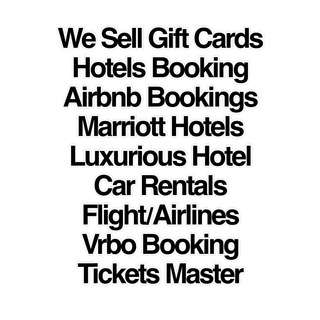 We Sell Gift Cards
Hotels Booking
Airbnb Bookings
Marriott Hotels
Luxurious Hotel
Car Rentals
Flight/Airlines
Vrbo Booking
Tickets Master